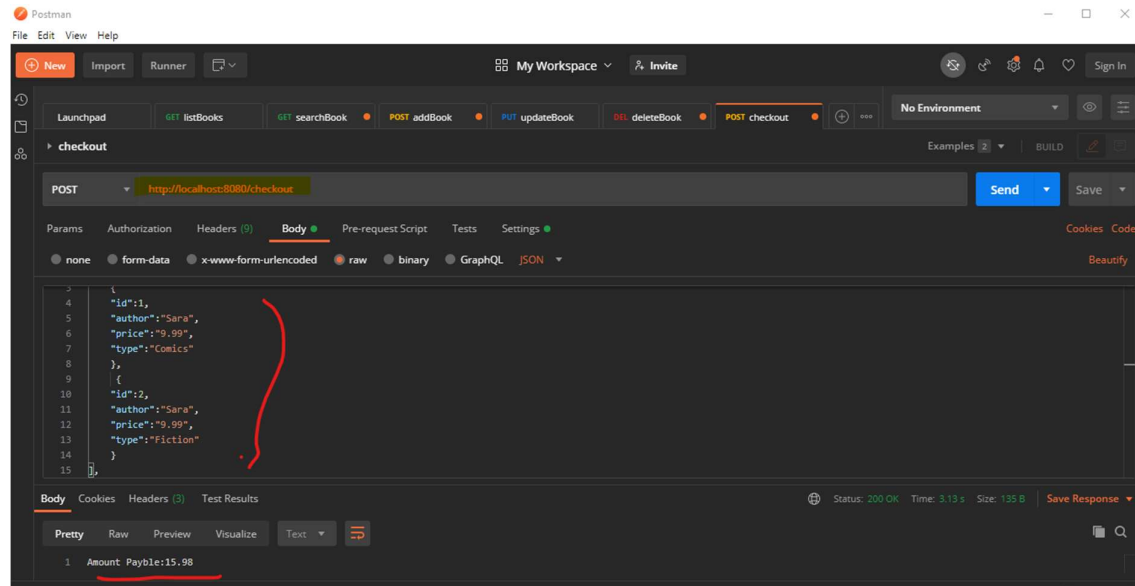 Postman
File Edit View Help
New Import Runner My Workspace Invite Sign In
Launchpad GET listBooks GET searchBook POST addBook PUT updateBook DEL deleteBook POST checkout No Environment
checkout Examples 2 BUILD
POST http://localhost:8080/checkout Send Save
Params Authorization Headers (9) Body Pre-request Script Tests Settings Cookies Code
none form-data x-www-form-urlencoded raw binary GraphQL JSON Beautify
3 {
4 "id":1,
5 "author":"Sara",
6 "price":"9.99",
7 "type":"Comics"
8 },
9 {
10 "id":2,
11 "author":"Sara",
12 "price":"9.99",
13 "type":"Fiction"
14 }
15 ],
Body Cookies Headers (3) Test Results Status: 200 OK Time: 3.13 s Size: 135 B Save Response
Pretty Raw Preview Visualize Text
1 Amount Payble:15.98